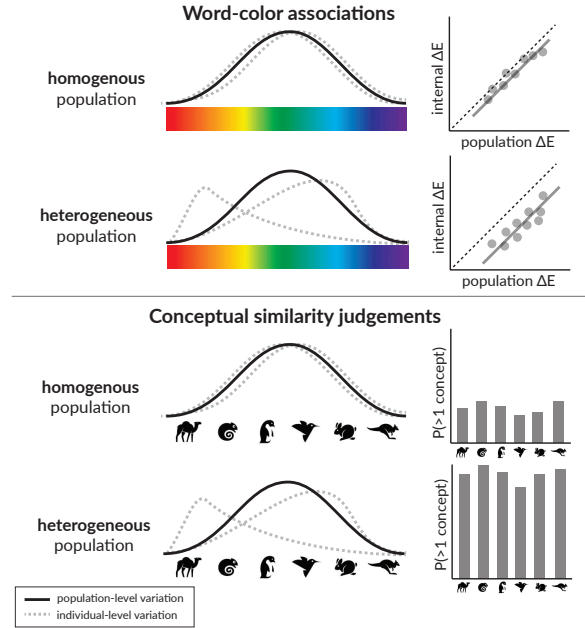 Word-color associations
homogenous
population
internal ΔE
population ΔE
heterogeneous
population
internal ΔE
population ΔE
Conceptual similarity judgements
homogenous
population
P(>1 concept)
heterogeneous
population
P(>1 concept)
population-level variation
individual-level variation